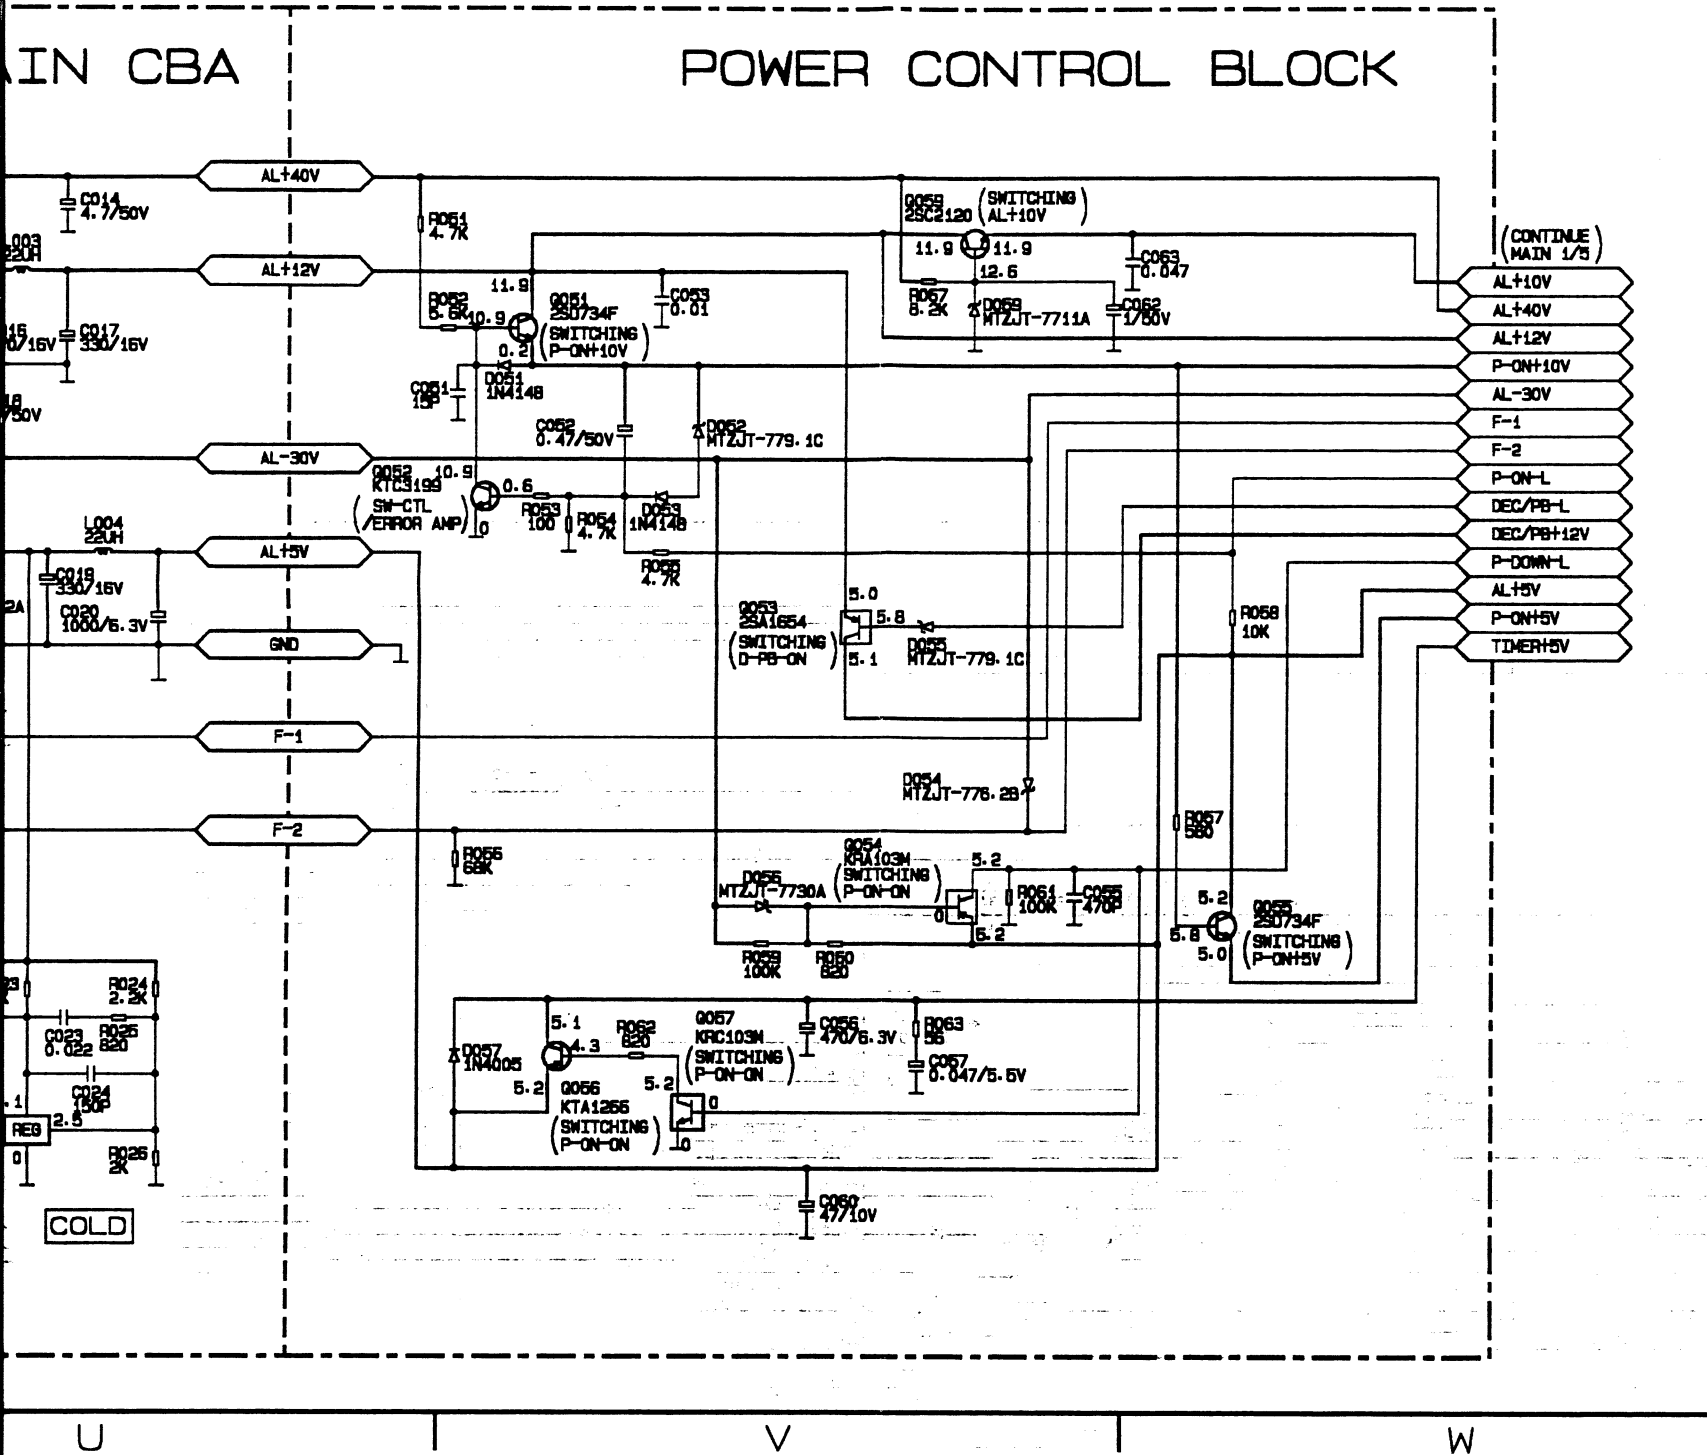 AIN CBA
POWER CONTROL BLOCK
AL+40V
C014
4.7/50V
R051
4.7K
Q059
2SC2120
(SWITCHING
AL+10V)
11.9
11.9
C063
0.047
(CONTINUE
MAIN 1/5)
L003
22UH
AL+12V
11.9
12.6
AL+10V
R052
5.6K
10.9
Q051
2SD734F
(SWITCHING
P-ON+10V)
0.2
C053
0.01
R067
8.2K
D059
MTZJT-7711A
C062
1/50V
AL+40V
AL+12V
P-ON+10V
AL-30V
F-1
F-2
P-ON-L
DEC/PB-L
DEC/PB+12V
P-DOWN-L
AL+5V
P-ON+5V
TIMER+5V
C017
330/16V
C051
15P
D051
1N4148
C052
0.47/50V
D052
MTZJT-779.1C
/50V
AL-30V
Q052
KTC3199
10.9
(SW-CTL
/ERROR AMP)
0.6
0
R053
100
R054
4.7K
D053
1N4148
R055
4.7K
L004
22UH
AL+5V
C019
330/16V
C020
1000/6.3V
2A
GND
Q053
2SA1654
(SWITCHING
D-PB-ON)
5.0
5.8
5.1
D055
MTZJT-779.1C
R058
10K
F-1
D054
MTZJT-776.2B
F-2
R056
68K
R057
560
Q054
KRA103M
(SWITCHING
P-ON-ON)
5.2
0
5.2
D056
MTZJT-7730A
R061
100K
C055
470P
R059
100K
R060
820
5.2
5.8
5.0
Q055
2SD734F
(SWITCHING
P-ON+5V)
R024
2.2K
C023
0.022
R025
820
C024
150P
.1
REG
2.5
0
R026
2K
D057
1N4005
5.1
4.3
5.2
R062
820
Q056
KTA1266
(SWITCHING
P-ON-ON)
Q057
KRC103M
(SWITCHING
P-ON-ON)
5.2
0
0
C056
470/6.3V
R063
56
C057
0.047/5.5V
C060
47/10V
COLD
U
V
W